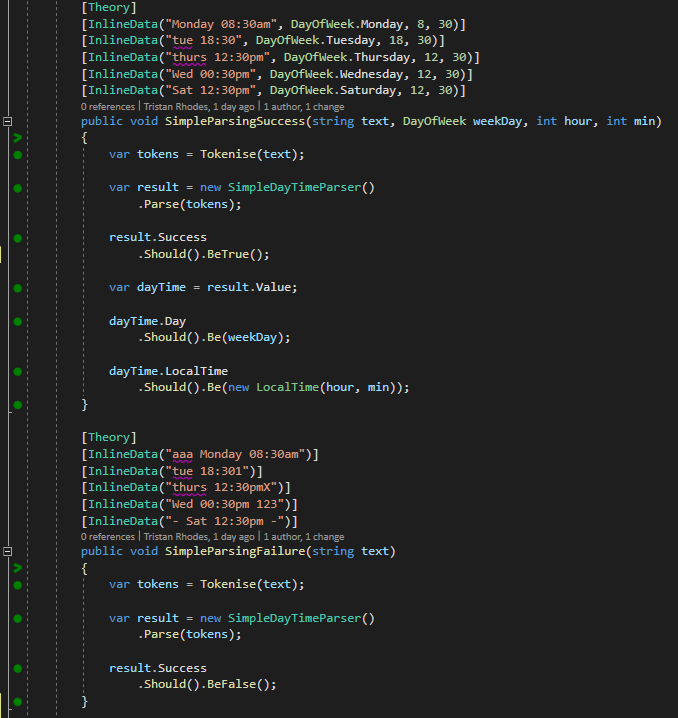 [Theory]
[InlineData("Monday 08:30am", DayOfWeek.Monday, 8, 30)]
[InlineData("tue 18:30", DayOfWeek.Tuesday, 18, 30)]
[InlineData("thurs 12:30pm", DayOfWeek.Thursday, 12, 30)]
[InlineData("Wed 00:30pm", DayOfWeek.Wednesday, 12, 30)]
[InlineData("Sat 12:30pm", DayOfWeek.Saturday, 12, 30)]
0 references | Tristan Rhodes, 1 day ago | 1 author, 1 change
public void SimpleParsingSuccess(string text, DayOfWeek weekDay, int hour, int min)
{
var tokens = Tokenise(text);
var result = new SimpleDayTimeParser()
.Parse(tokens);
result.Success
.Should().BeTrue();
var dayTime = result.Value;
dayTime.Day
.Should().Be(weekDay);
dayTime.LocalTime
.Should().Be(new LocalTime(hour, min));
}
[Theory]
[InlineData("aaa Monday 08:30am")]
[InlineData("tue 18:301")]
[InlineData("thurs 12:30pmX")]
[InlineData("Wed 00:30pm 123")]
[InlineData("- Sat 12:30pm -")]
0 references | Tristan Rhodes, 1 day ago | 1 author, 1 change
public void SimpleParsingFailure(string text)
{
var tokens = Tokenise(text);
var result = new SimpleDayTimeParser()
.Parse(tokens);
result.Success
.Should().BeFalse();
}